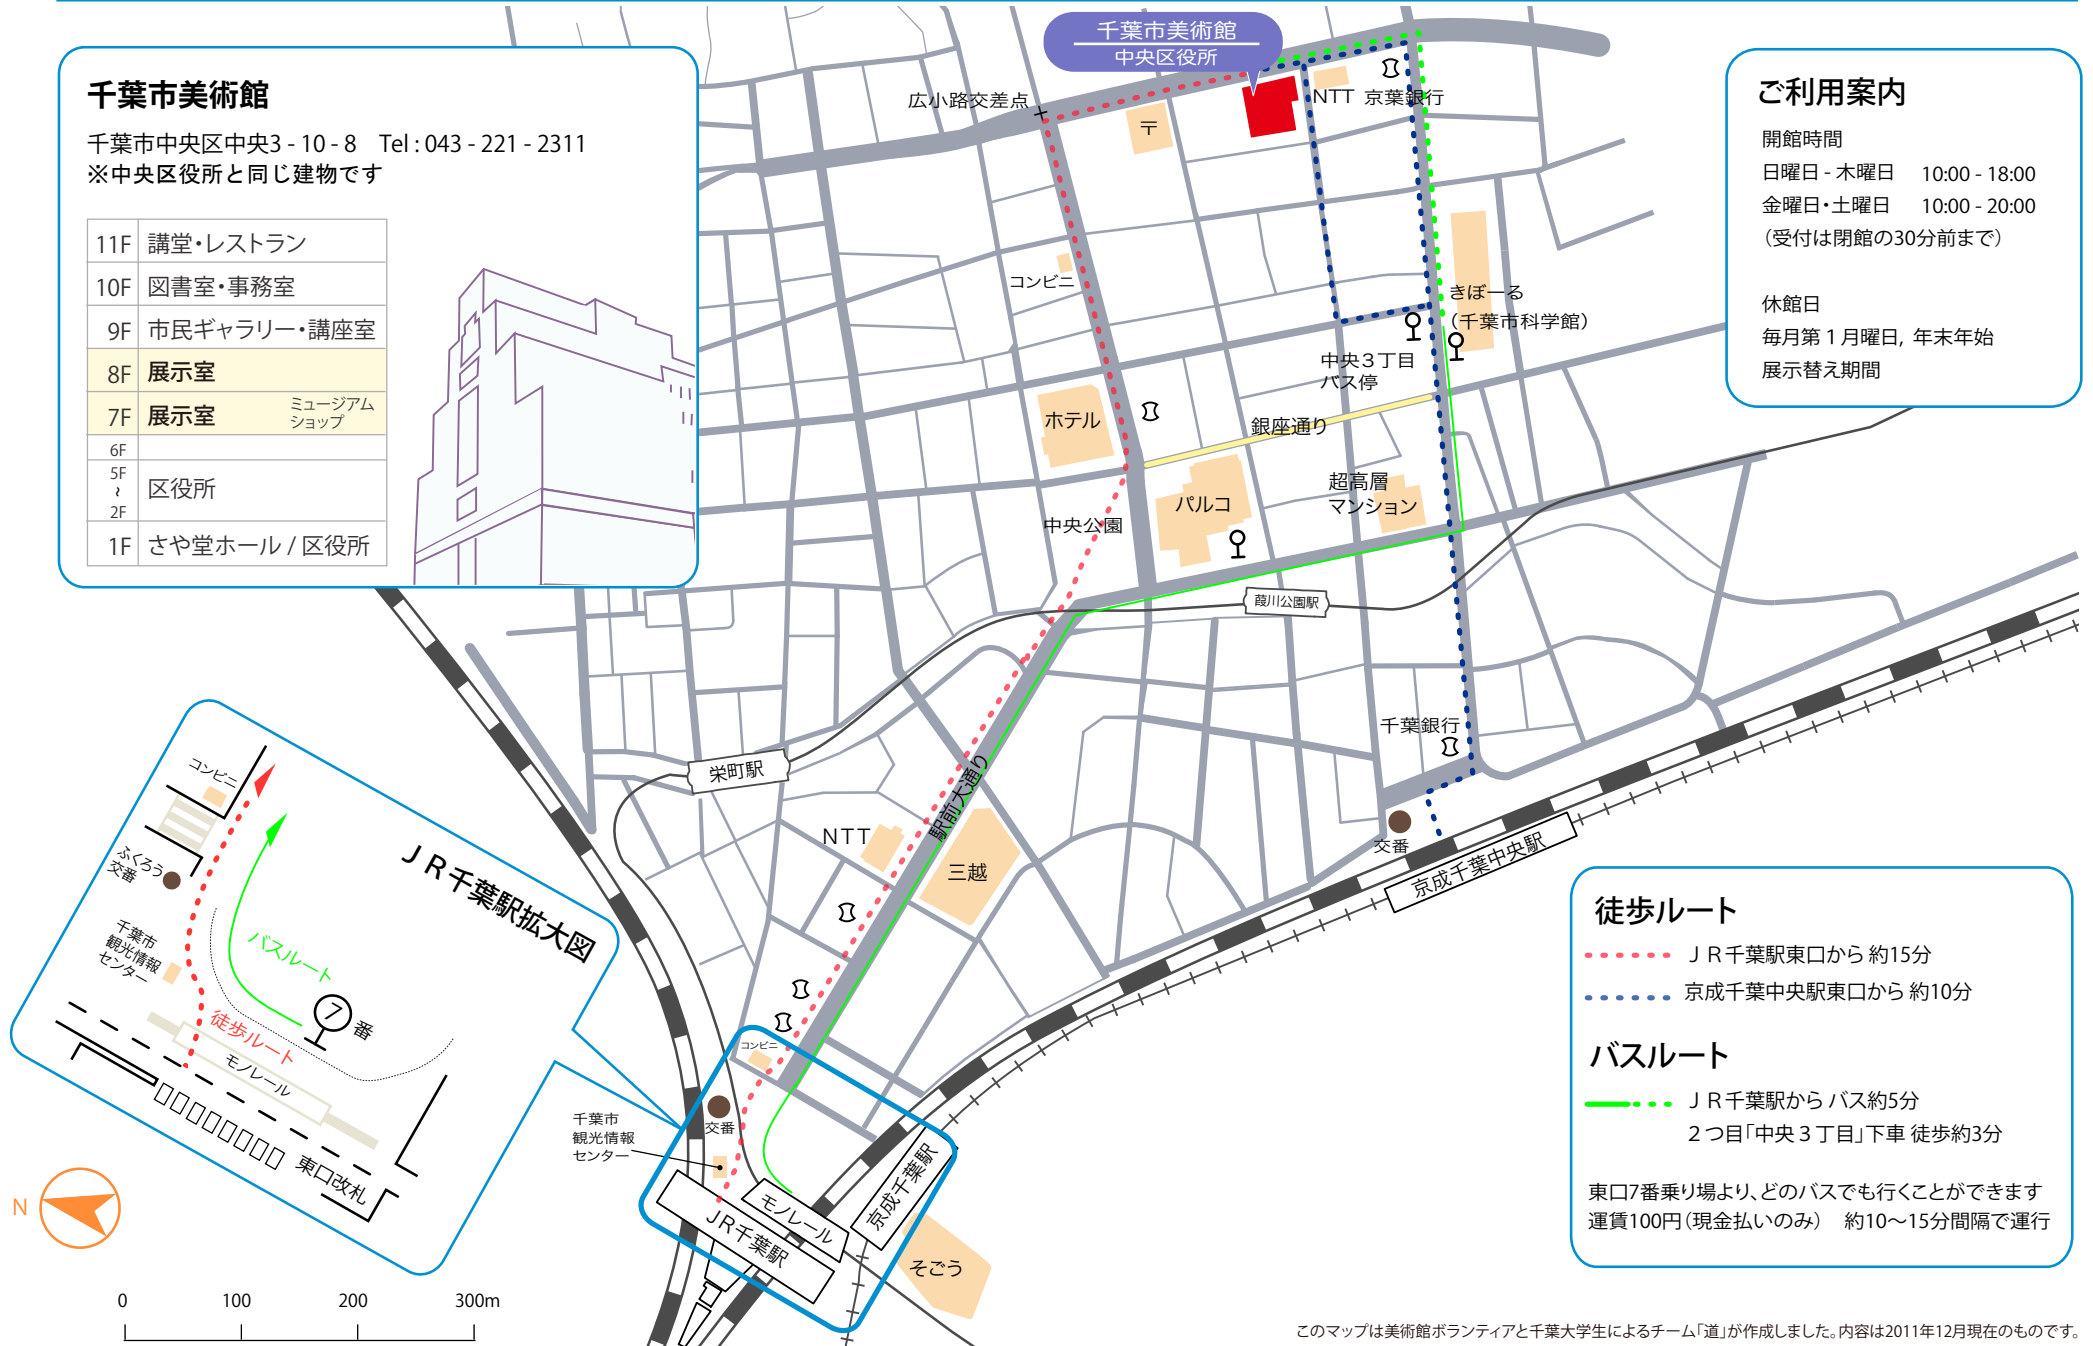 千葉市美術館
中央区役所
千葉市美術館
千葉市中央区中央3 - 10 - 8　Tel : 043 - 221 - 2311
※中央区役所と同じ建物です
11F 講堂・レストラン
10F 図書室・事務室
9F 市民ギャラリー・講座室
8F 展示室
7F 展示室 ミュージアム
ショップ
6F
5F
~
2F
区役所
1F さや堂ホール / 区役所
ご利用案内
開館時間
日曜日 - 木曜日　10:00 - 18:00
金曜日・土曜日　10:00 - 20:00
（受付は閉館の30分前まで）
休館日
毎月第１月曜日, 年末年始
展示替え期間
広小路交差点
〒
NTT
京葉銀行
コンビニ
きぼーる
（千葉市科学館）
中央３丁目
バス停
ホテル
銀座通り
パルコ
超高層
マンション
中央公園
葭川公園駅
栄町駅
千葉銀行
駅前大通り
NTT
三越
交番
京成千葉中央駅
コンビニ
交番
千葉市
観光情報
センター
JR千葉駅
モノレール
京成千葉駅
そごう
ＪＲ千葉駅拡大図
コンビニ
ふくろう
交番
千葉市
観光情報
センター
バスルート
7番
徒歩ルート
モノレール
東口改札
N
0　100　200　300m
徒歩ルート
ＪＲ千葉駅東口から 約15分
京成千葉中央駅東口から 約10分
バスルート
ＪＲ千葉駅から バス約5分
２つ目「中央３丁目」下車 徒歩約3分
東口7番乗り場より、どのバスでも行くことができます
運賃100円（現金払いのみ）　約10〜15分間隔で運行
このマップは美術館ボランティアと千葉大学生によるチーム「道」が作成しました。内容は2011年12月現在のものです。